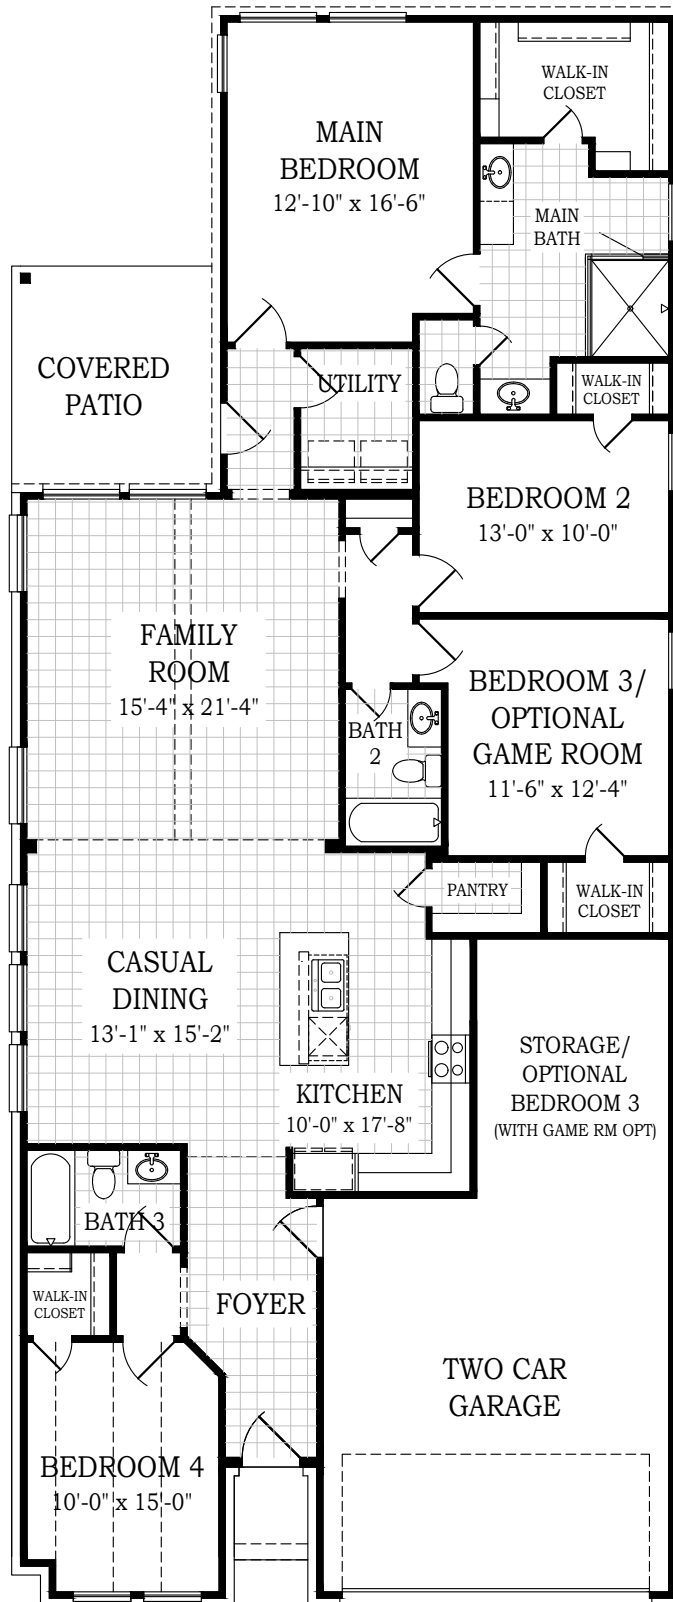 WALK-IN
CLOSET
MAIN
BEDROOM
12'-10" x 16'-6"
MAIN
BATH
COVERED
PATIO
UTILITY
WALK-IN
CLOSET
BEDROOM 2
13'-0" x 10'-0"
FAMILY
ROOM
15'-4" x 21'-4"
BEDROOM 3/
OPTIONAL
GAME ROOM
11'-6" x 12'-4"
BATH
2
PANTRY
WALK-IN
CLOSET
CASUAL
DINING
13'-1" x 15'-2"
STORAGE/
OPTIONAL
BEDROOM 3
(WITH GAME RM OPT)
KITCHEN
10'-0" x 17'-8"
BATH 3
WALK-IN
CLOSET
FOYER
TWO CAR
GARAGE
BEDROOM 4
10'-0" x 15'-0"